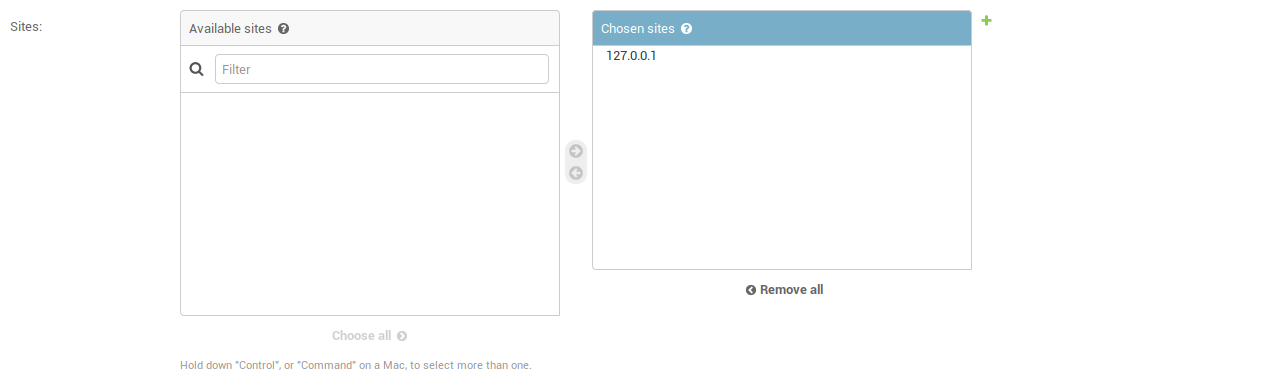 Sites:
Available sites
Filter
Choose all
Hold down "Control", or "Command" on a Mac, to select more than one.
Chosen sites
127.0.0.1
Remove all